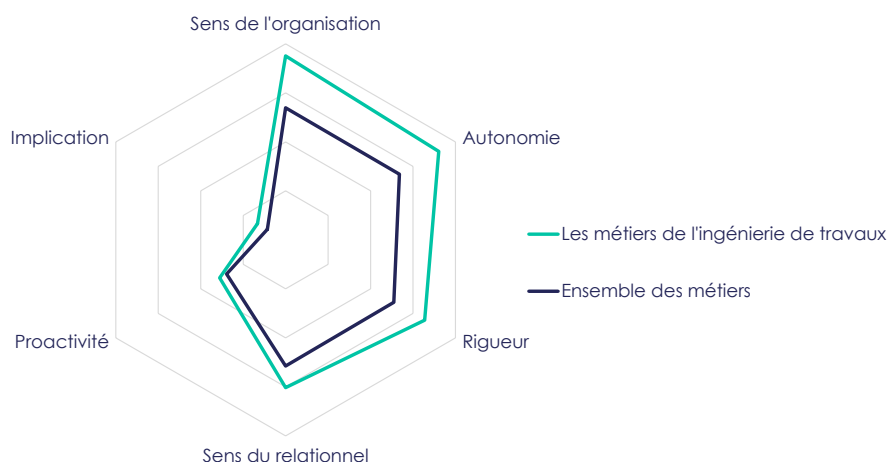 Sens de l'organisation
Implication
Autonomie
Les métiers de l'ingénierie de travaux
Ensemble des métiers
Proactivité
Rigueur
Sens du relationnel